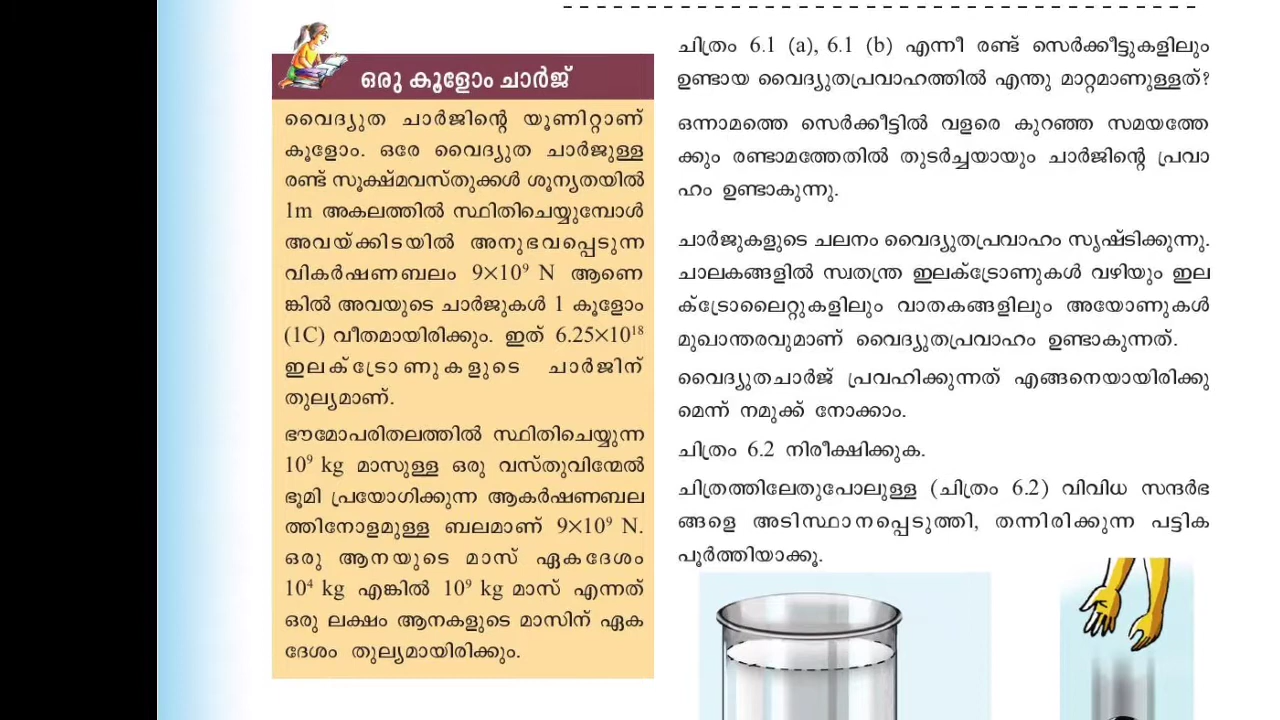 ഒരു കൂളോം ചാർജ്
വൈദ്യുത ചാർജിന്റെ യൂണിറ്റാണ്
കൂളോം. ഒരേ വൈദ്യുത ചാർജുള്ള
രണ്ട് സൂക്ഷ്മവസ്തുക്കൾ ശൂന്യതയിൽ
1m അകലത്തിൽ സ്ഥിതിചെയ്യുമ്പോൾ
അവയ്ക്കിടയിൽ അനുഭവപ്പെടുന്ന
വികർഷണബലം 9×10⁹ N ആണെ
ങ്കിൽ അവയുടെ ചാർജുകൾ 1 കൂളോം
(1C) വീതമായിരിക്കും. ഇത് 6.25×10¹⁸
ഇലക്ട്രോണുകളുടെ ചാർജിന്
തുല്യമാണ്.
ഭൗമോപരിതലത്തിൽ സ്ഥിതിചെയ്യുന്ന
10⁹ kg മാസുള്ള ഒരു വസ്തുവിന്മേൽ
ഭൂമി പ്രയോഗിക്കുന്ന ആകർഷണബല
ത്തിനോളമുള്ള ബലമാണ് 9×10⁹ N.
ഒരു ആനയുടെ മാസ് ഏകദേശം
10⁴ kg എങ്കിൽ 10⁹ kg മാസ് എന്നത്
ഒരു ലക്ഷം ആനകളുടെ മാസിന് ഏക
ദേശം തുല്യമായിരിക്കും.
ചിത്രം 6.1 (a), 6.1 (b) എന്നീ രണ്ട് സെർക്കീട്ടുകളിലും
ഉണ്ടായ വൈദ്യുതപ്രവാഹത്തിൽ എന്തു മാറ്റമാണുള്ളത്?
ഒന്നാമത്തെ സെർക്കീട്ടിൽ വളരെ കുറഞ്ഞ സമയത്തേ
ക്കും രണ്ടാമത്തേതിൽ തുടർച്ചയായും ചാർജിന്റെ പ്രവാ
ഹം ഉണ്ടാകുന്നു.
ചാർജുകളുടെ ചലനം വൈദ്യുതപ്രവാഹം സൃഷ്ടിക്കുന്നു.
ചാലകങ്ങളിൽ സ്വതന്ത്ര ഇലക്ട്രോണുകൾ വഴിയും ഇല
ക്ട്രോലൈറ്റുകളിലും വാതകങ്ങളിലും അയോണുകൾ
മുഖാന്തരവുമാണ് വൈദ്യുതപ്രവാഹം ഉണ്ടാകുന്നത്.
വൈദ്യുതചാർജ് പ്രവഹിക്കുന്നത് എങ്ങനെയായിരിക്കു
മെന്ന് നമുക്ക് നോക്കാം.
ചിത്രം 6.2 നിരീക്ഷിക്കുക.
ചിത്രത്തിലേതുപോലുള്ള (ചിത്രം 6.2) വിവിധ സന്ദർഭ
ങ്ങളെ അടിസ്ഥാനപ്പെടുത്തി, തന്നിരിക്കുന്ന പട്ടിക
പൂർത്തിയാക്കൂ.